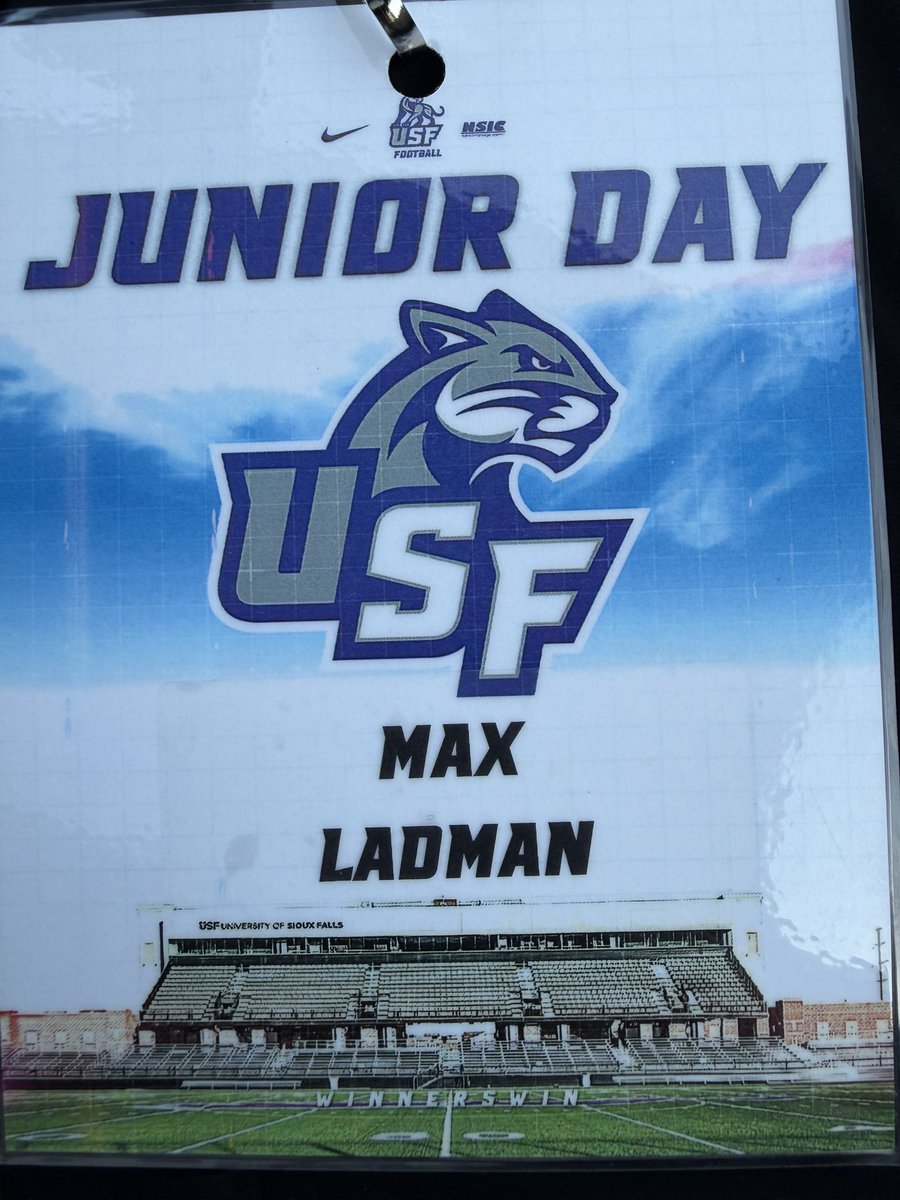 USF NSIC
FOOTBALL
JUNIOR DAY
USF
MAX
LADMAN
USF UNIVERSITY OF SIOUX FALLS
WINNERSWIN